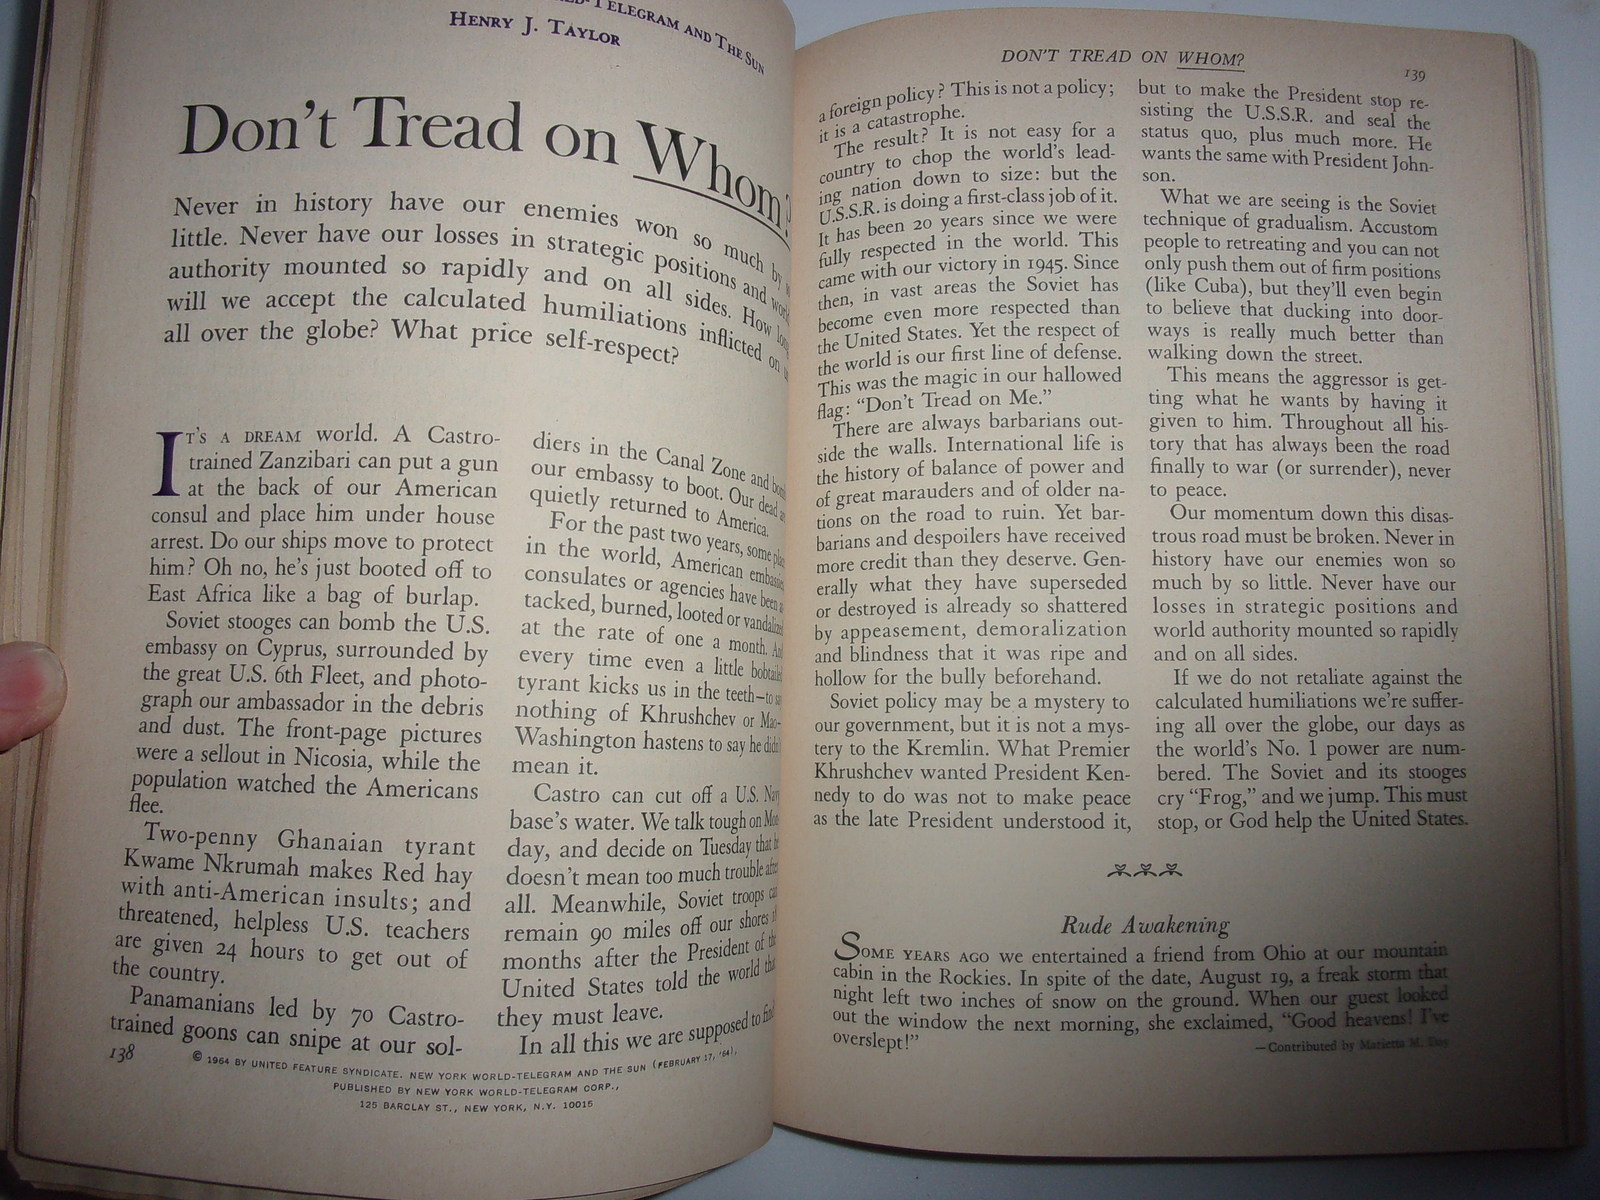 TELEGRAM AND THE SUN
HENRY J. TAYLOR
Don't Tread on Whom?
Never in history have our enemies won so much by
little. Never have our losses in strategic positions and
authority mounted so rapidly and on all sides. How
will we accept the calculated humiliations inflicted on
all over the globe? What price self-respect?
IT'S A DREAM world. A Castro-
trained Zanzibari can put a gun
at the back of our American
consul and place him under house
arrest. Do our ships move to protect
him? Oh no, he's just booted off to
East Africa like a bag of burlap.
Soviet stooges can bomb the U.S.
embassy on Cyprus, surrounded by
the great U.S. 6th Fleet, and photo-
graph our ambassador in the debris
and dust. The front-page pictures
were a sellout in Nicosia, while the
population watched the Americans
flee.
Two-penny Ghanaian tyrant
Kwame Nkrumah makes Red hay
with anti-American insults; and
threatened, helpless U.S. teachers
are given 24 hours to get out of
the country.
Panamanians led by 70 Castro-
trained goons can snipe at our sol-
diers in the Canal Zone and
our embassy to boot. Our dead
quietly returned to America.
For the past two years, some
in the world, American
consulates or agencies have been
tacked, burned, looted or vandalized
at the rate of one a month. And
every time even a little bobtailed
tyrant kicks us in the teeth—to say
nothing of Khrushchev or Mao—
Washington hastens to say he didn't
mean it.
Castro can cut off a U.S. Navy
base's water. We talk tough on Mon-
day, and decide on Tuesday that
doesn't mean too much trouble after
all. Meanwhile, Soviet troops can
remain 90 miles off our shores
months after the President of the
United States told the world that
they must leave.
In all this we are supposed to find
138
© 1964 BY UNITED FEATURE SYNDICATE. NEW YORK WORLD-TELEGRAM AND THE SUN (FEBRUARY 17, '64),
PUBLISHED BY NEW YORK WORLD-TELEGRAM CORP.,
125 BARCLAY ST., NEW YORK, N.Y. 10015
DON'T TREAD ON WHOM?
139
a foreign policy? This is not a policy;
it is a catastrophe.
The result? It is not easy for a
country to chop the world's lead-
ing nation down to size: but the
U.S.S.R. is doing a first-class job of it.
It has been 20 years since we were
fully respected in the world. This
came with our victory in 1945. Since
then, in vast areas the Soviet has
become even more respected than
the United States. Yet the respect of
the world is our first line of defense.
This was the magic in our hallowed
flag: "Don't Tread on Me."
There are always barbarians out-
side the walls. International life is
the history of balance of power and
of great marauders and of older na-
tions on the road to ruin. Yet bar-
barians and despoilers have received
more credit than they deserve. Gen-
erally what they have superseded
or destroyed is already so shattered
by appeasement, demoralization
and blindness that it was ripe and
hollow for the bully beforehand.
Soviet policy may be a mystery to
our government, but it is not a mys-
tery to the Kremlin. What Premier
Khrushchev wanted President Ken-
nedy to do was not to make peace
as the late President understood it,
but to make the President stop re-
sisting the U.S.S.R. and seal the
status quo, plus much more. He
wants the same with President John-
son.
What we are seeing is the Soviet
technique of gradualism. Accustom
people to retreating and you can not
only push them out of firm positions
(like Cuba), but they'll even begin
to believe that ducking into door-
ways is really much better than
walking down the street.
This means the aggressor is get-
ting what he wants by having it
given to him. Throughout all his-
tory that has always been the road
finally to war (or surrender), never
to peace.
Our momentum down this disas-
trous road must be broken. Never in
history have our enemies won so
much by so little. Never have our
losses in strategic positions and
world authority mounted so rapidly
and on all sides.
If we do not retaliate against the
calculated humiliations we're suffer-
ing all over the globe, our days as
the world's No. 1 power are num-
bered. The Soviet and its stooges
cry "Frog," and we jump. This must
stop, or God help the United States.
Rude Awakening
SOME YEARS AGO we entertained a friend from Ohio at our mountain
cabin in the Rockies. In spite of the date, August 19, a freak storm that
night left two inches of snow on the ground. When our guest looked
out the window the next morning, she exclaimed, "Good heavens! I've
overslept!"
—Contributed by Marietta M.